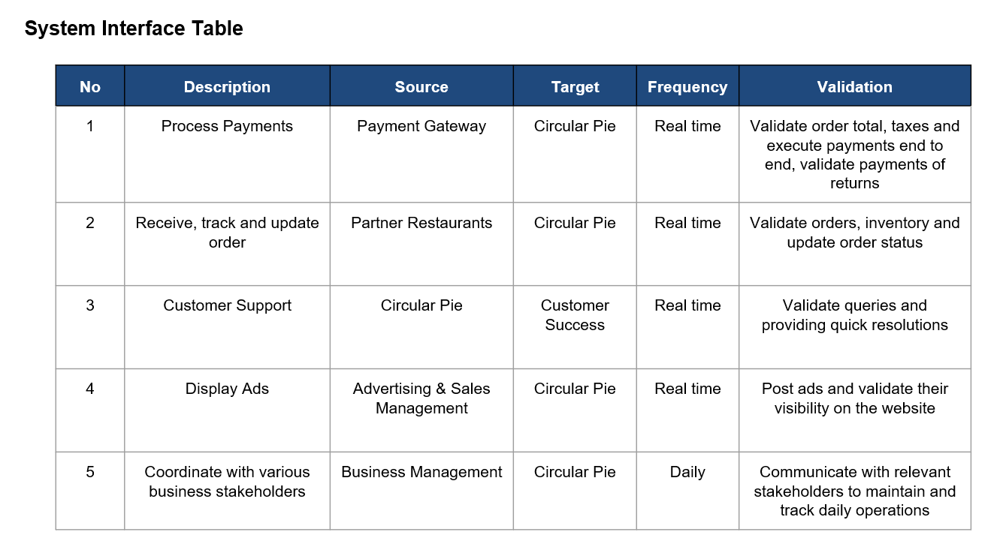 System Interface Table
No Description Source Target Frequency Validation
1 Process Payments Payment Gateway Circular Pie Real time Validate order total, taxes and
execute payments end to
end, validate payments of
returns
2 Receive, track and update Partner Restaurants Circular Pie Real time Validate orders, inventory and
order update order status
3 Customer Support Circular Pie Customer Real time Validate queries and
Success providing quick resolutions
4 Display Ads Advertising & Sales Circular Pie Real time Post ads and validate their
Management visibility on the website
5 Coordinate with various Business Management Circular Pie Daily Communicate with relevant
business stakeholders stakeholders to maintain and
track daily operations